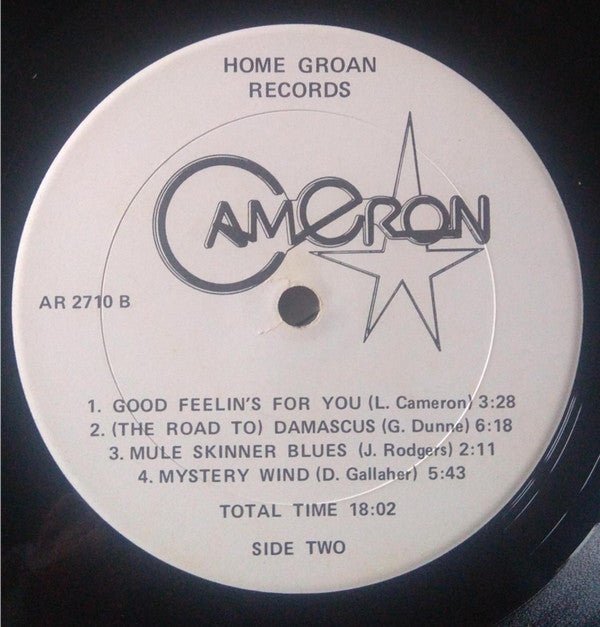 HOME GROAN
RECORDS
CAMERON
AR 2710 B
1. GOOD FEELIN'S FOR YOU (L. Cameron) 3:28
2. (THE ROAD TO) DAMASCUS (G. Dunne) 6:18
3. MULE SKINNER BLUES (J. Rodgers) 2:11
4. MYSTERY WIND (D. Gallaher) 5:43
TOTAL TIME 18:02
SIDE TWO